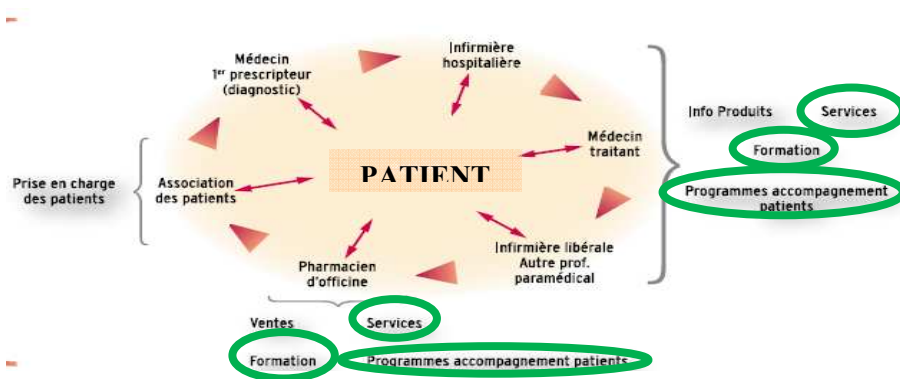 Médecin
1er prescripteur
(diagnostic)
Infirmière
hospitalière
Info Produits
Services
Médecin
traitant
Formation
PATIENT
Prise en charge
des patients
Association
des patients
Programmes accompagnement
patients
Infirmière libérale
Autre prof.
paramédical
Pharmacien
d'officine
Ventes
Services
Formation
Programmes accompagnement patients